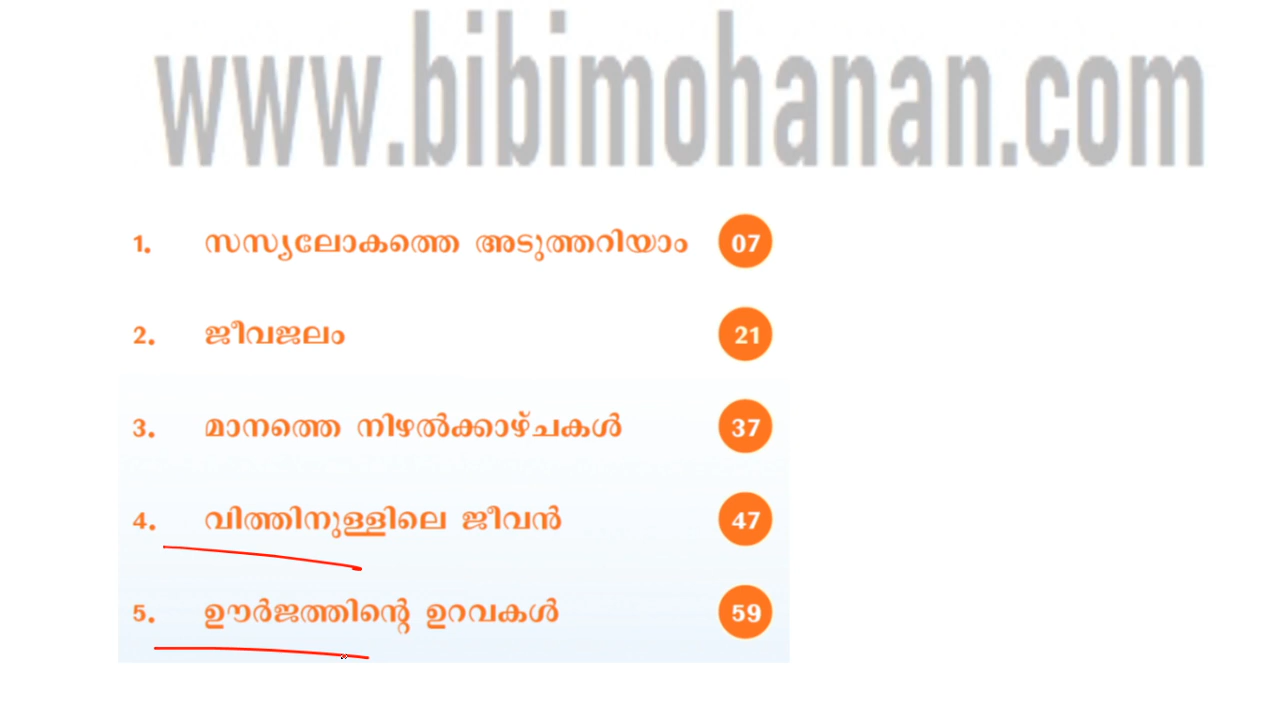 www.bibimohanan.com
1. സസ്യലോകത്തെ അടുത്തറിയാം 07
2. ജീവജലം 21
3. മാനത്തെ നിഴൽക്കാഴ്ചകൾ 37
4. വിത്തിനുള്ളിലെ ജീവൻ 47
5. ഊർജത്തിന്റെ ഉറവകൾ 59